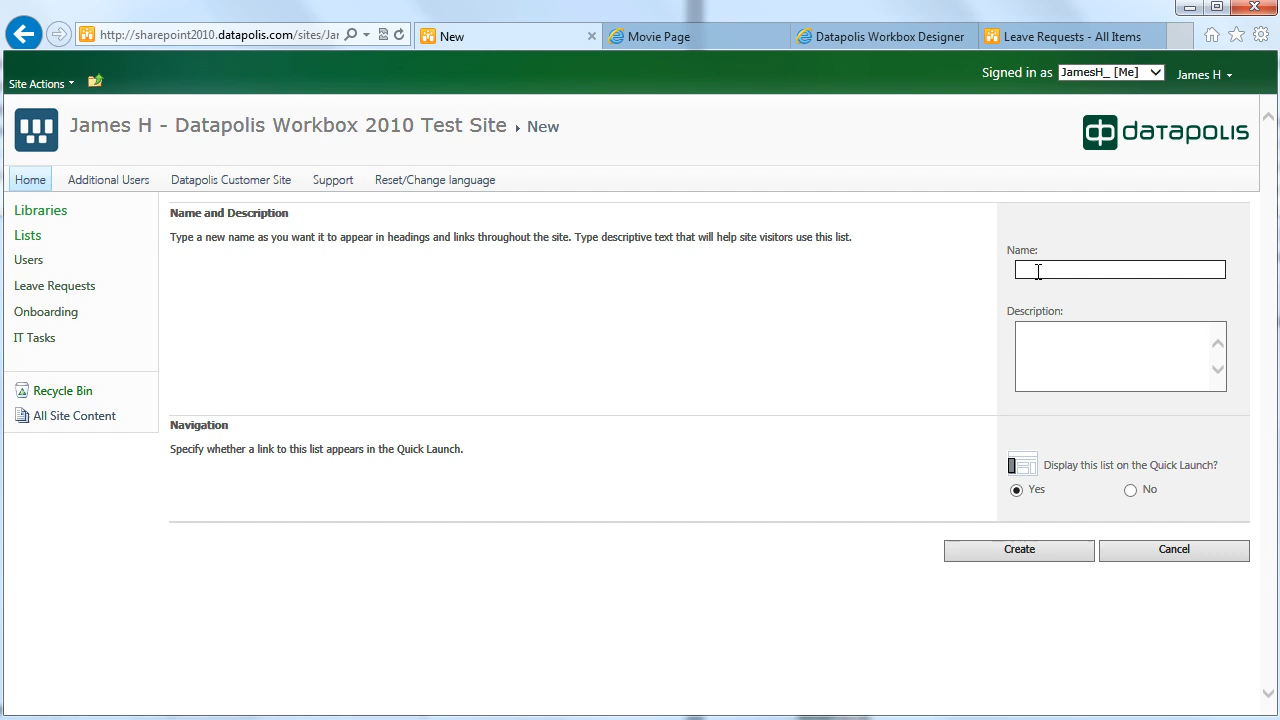 http://sharepoint2010.datapolis.com/sites/Jar
New
Movie Page
Datapolis Workbox Designer
Leave Requests - All Items
Site Actions
Signed in as
JamesH_ [Me]
James H
James H - Datapolis Workbox 2010 Test Site
New
datapolis
Home
Additional Users
Datapolis Customer Site
Support
Reset/Change language
Libraries
Lists
Users
Leave Requests
Onboarding
IT Tasks
Recycle Bin
All Site Content
Name and Description
Type a new name as you want it to appear in headings and links throughout the site. Type descriptive text that will help site visitors use this list.
Name:
Description:
Navigation
Specify whether a link to this list appears in the Quick Launch.
Display this list on the Quick Launch?
Yes
No
Create
Cancel